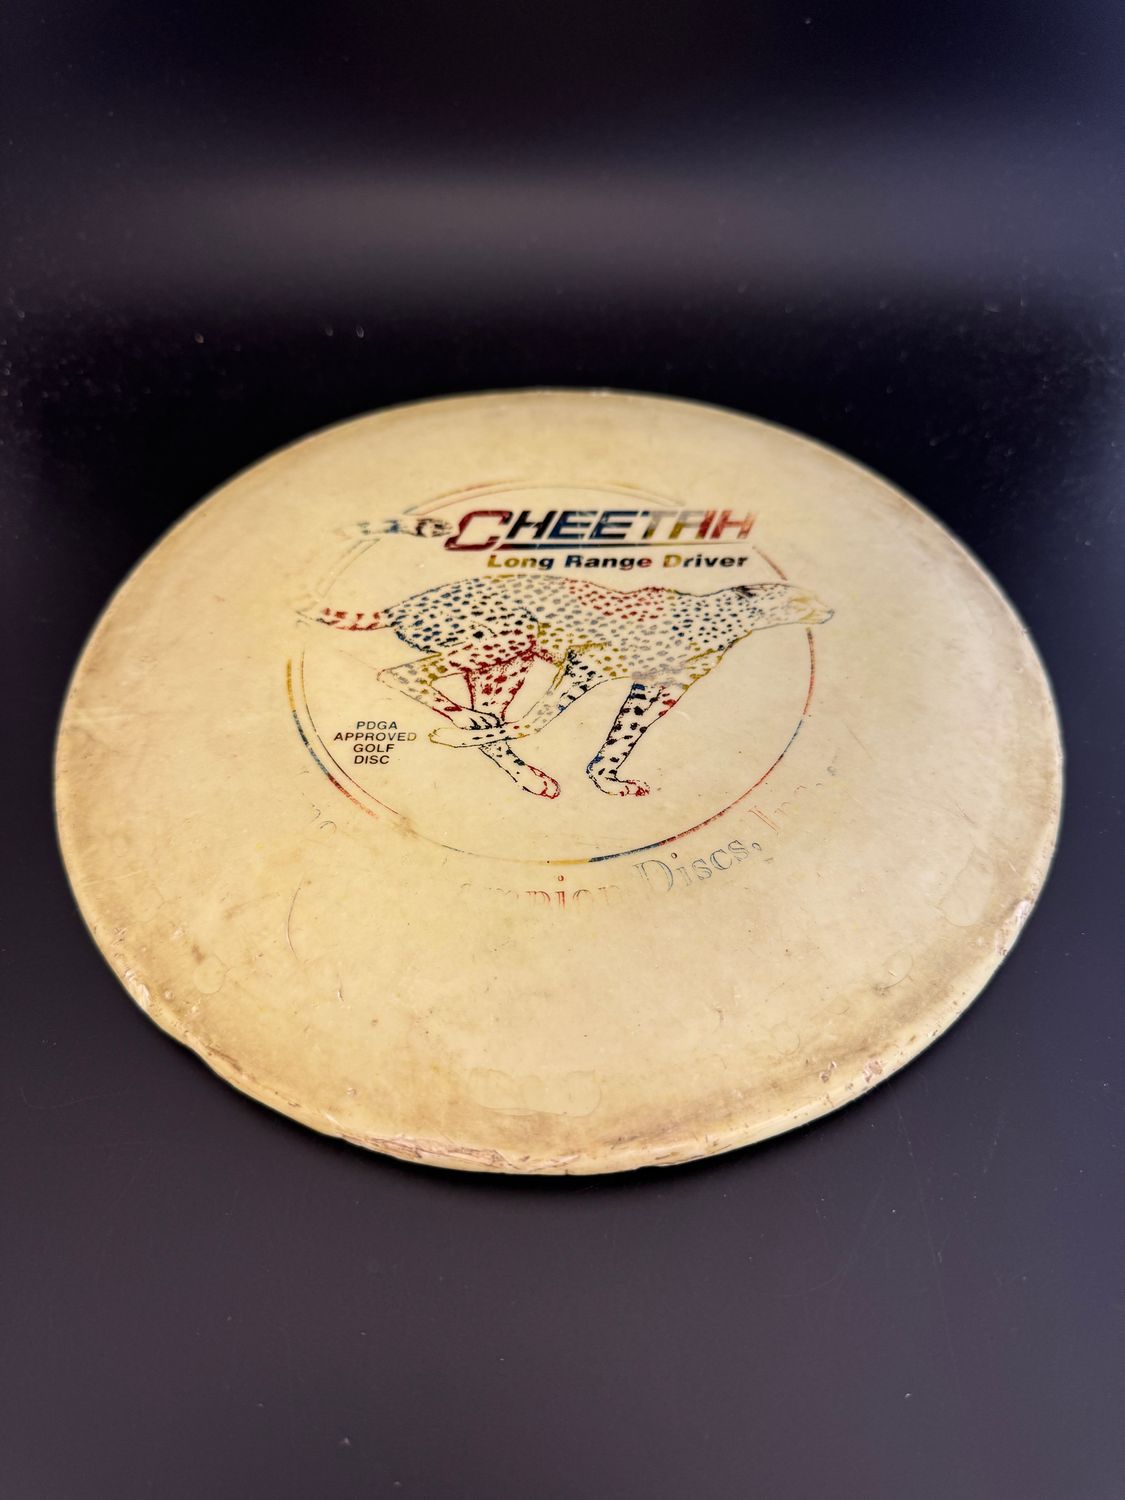 CHEETAH
Long Range Driver
PDGA
APPROVED
GOLF
DISC
Discs,